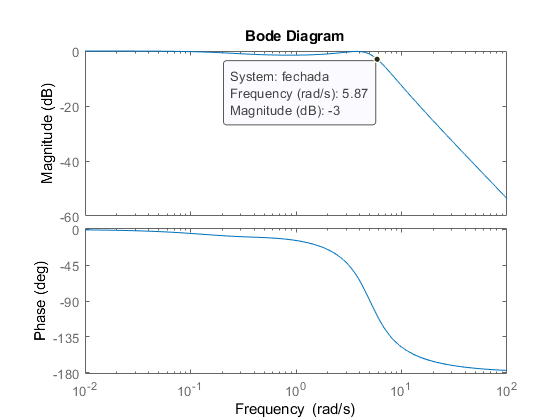 Bode Diagram
0
-20
-40
-60
Magnitude (dB)
System: fechada
Frequency (rad/s): 5.87
Magnitude (dB): -3
0
-45
-90
-135
-180
Phase (deg)
10^-2
10^-1
10^0
10^1
10^2
Frequency (rad/s)